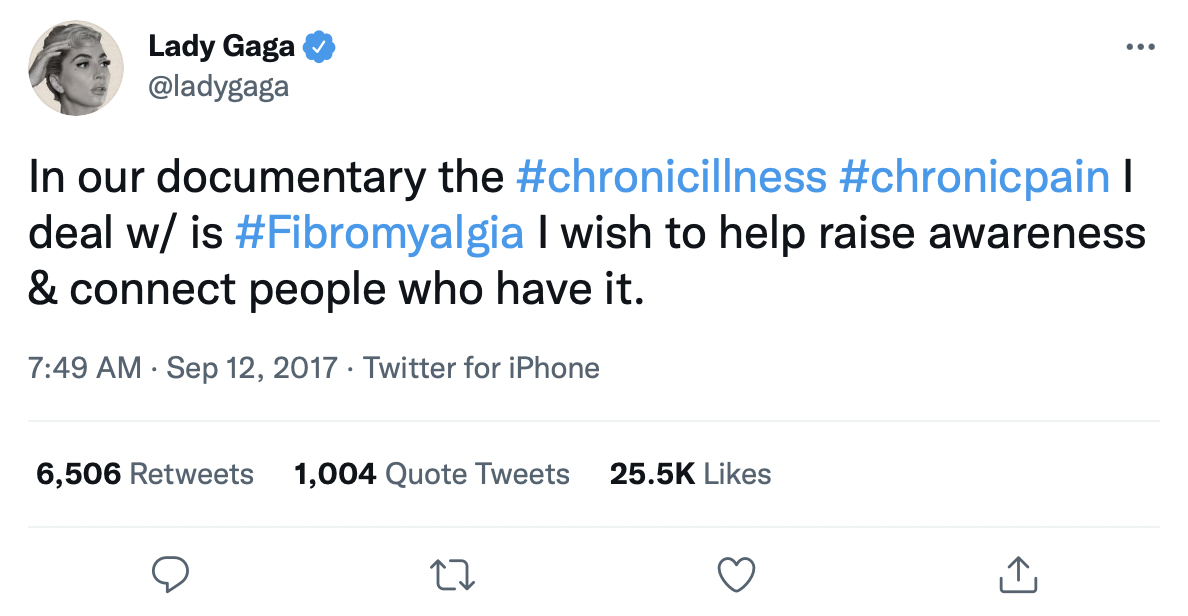 Lady Gaga
@ladygaga
In our documentary the #chronicillness #chronicpain I
deal w/ is #Fibromyalgia I wish to help raise awareness
& connect people who have it.
7:49 AM · Sep 12, 2017 · Twitter for iPhone
6,506 Retweets 1,004 Quote Tweets 25.5K Likes